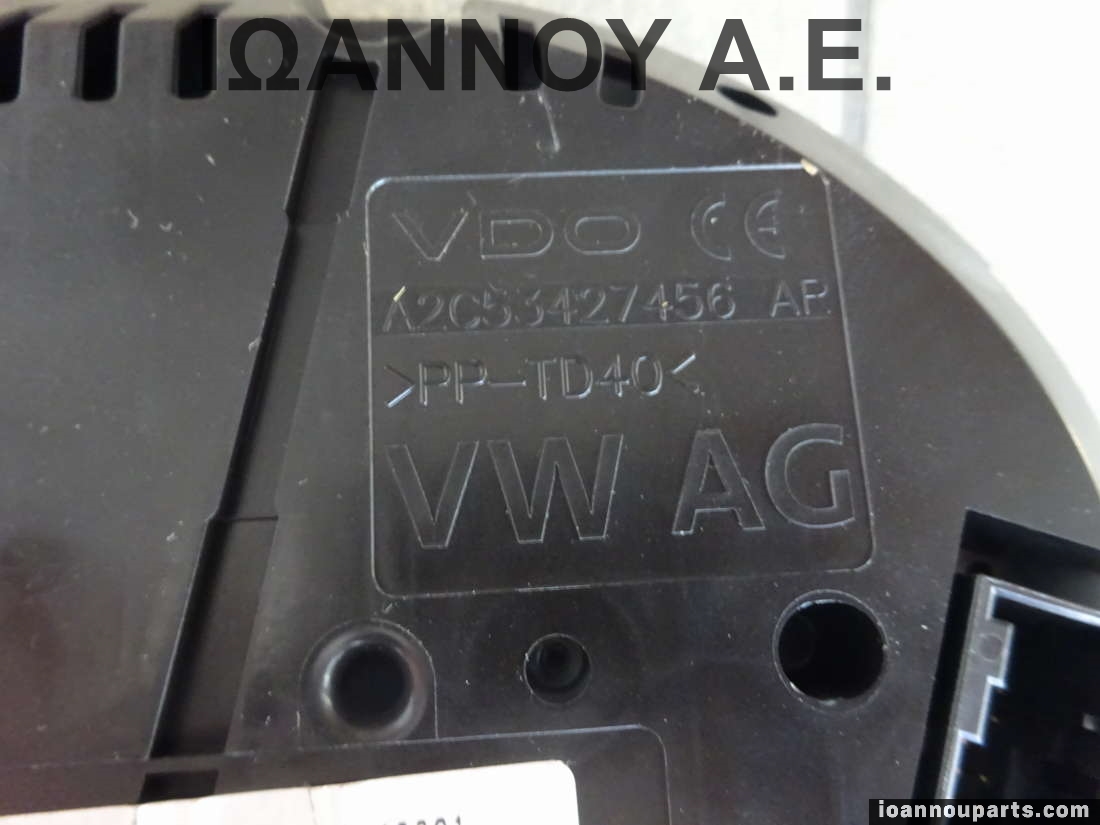 ΙΩΑΝΝΟΥ Α.Ε.
VDO CE
A2C53427456 AP
>PP-TD40<
VW AG
ioannouparts.com